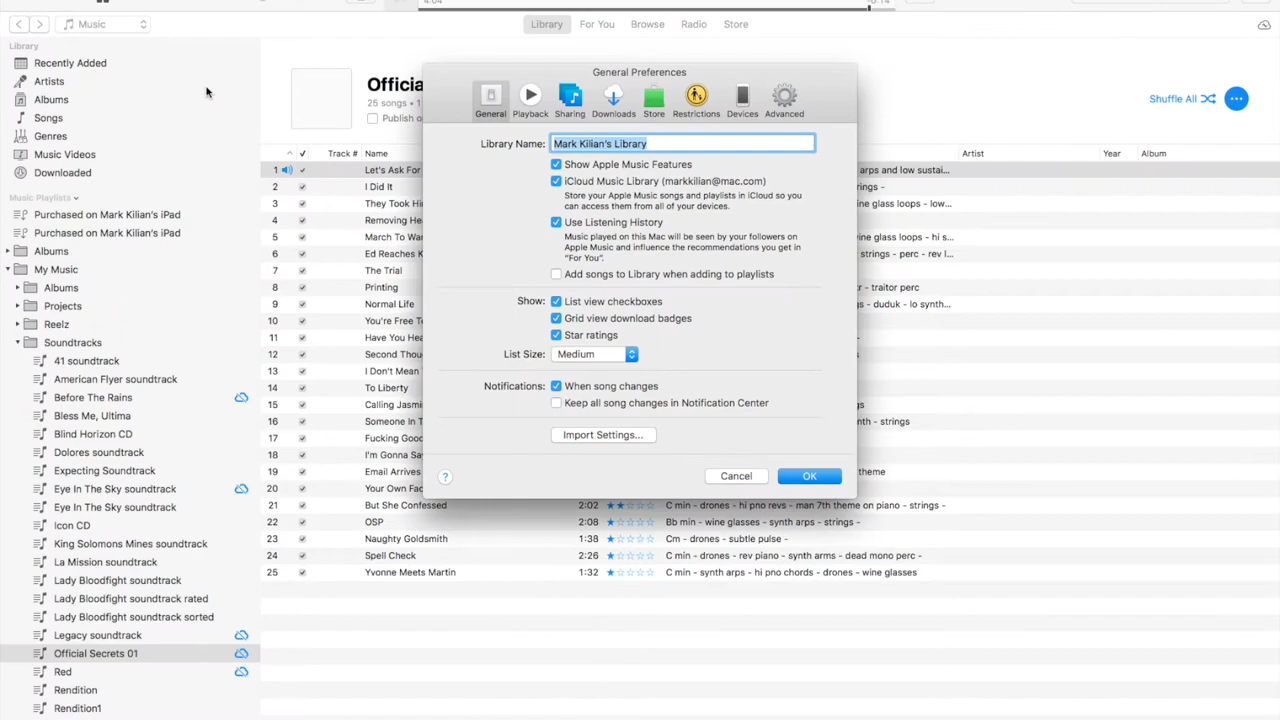 4:04
-0:14
Music
Library
For You
Browse
Radio
Store
Library
Recently Added
Artists
Albums
Songs
Genres
Music Videos
Downloaded
Music Playlists
Purchased on Mark Kilian's iPad
Purchased on Mark Kilian's iPad
Albums
My Music
Albums
Projects
Reelz
Soundtracks
41 soundtrack
American Flyer soundtrack
Before The Rains
Bless Me, Ultima
Blind Horizon CD
Dolores soundtrack
Expecting Soundtrack
Eye In The Sky soundtrack
Eye In The Sky soundtrack
Icon CD
King Solomons Mines soundtrack
La Mission soundtrack
Lady Bloodfight soundtrack
Lady Bloodfight soundtrack rated
Lady Bloodfight soundtrack sorted
Legacy soundtrack
Official Secrets 01
Red
Rendition
Rendition1
Officia
25 songs • 1
Publish o
Shuffle All
Track # Name
Artist
Year
Album
1 Let's Ask For
arps and low sustai...
2 I Did It
rings -
3 They Took Him
wine glass loops - lo...
4 Removing He
5 March To Wa
wine glass loops - hi s...
6 Ed Reaches K
strings - perc - rev l...
7 The Trial
8 Printing
traitor perc
9 Normal Life
- duduk - lo synth...
10 You're Free T
11 Have You Hea
12 Second Thou
13 I Don't Mean
14 To Liberty
15 Calling Jasmi
gs
16 Someone In T
- strings
17 Fucking Good
18 I'm Gonna Sa
19 Email Arrives
theme
20 Your Own Fac
21 But She Confessed 2:02 C min - drones - hi pno revs - man 7th theme on piano - strings -
22 OSP 2:08 Bb min - wine glasses - synth arps - strings -
23 Naughty Goldsmith 1:38 Cm - drones - subtle pulse -
24 Spell Check 2:26 C min - drones - rev piano - synth arms - dead mono perc -
25 Yvonne Meets Martin 1:32 C min - synth arps - hi pno chords - drones - wine glasses
General Preferences
General
Playback
Sharing
Downloads
Store
Restrictions
Devices
Advanced
Library Name: Mark Kilian's Library
Show Apple Music Features
iCloud Music Library (markkilian@mac.com)
Store your Apple Music songs and playlists in iCloud so you
can access them from all of your devices.
Use Listening History
Music played on this Mac will be seen by your followers on
Apple Music and influence the recommendations you get in
"For You".
Add songs to Library when adding to playlists
Show: List view checkboxes
Grid view download badges
Star ratings
List Size: Medium
Notifications: When song changes
Keep all song changes in Notification Center
Import Settings...
?
Cancel
OK